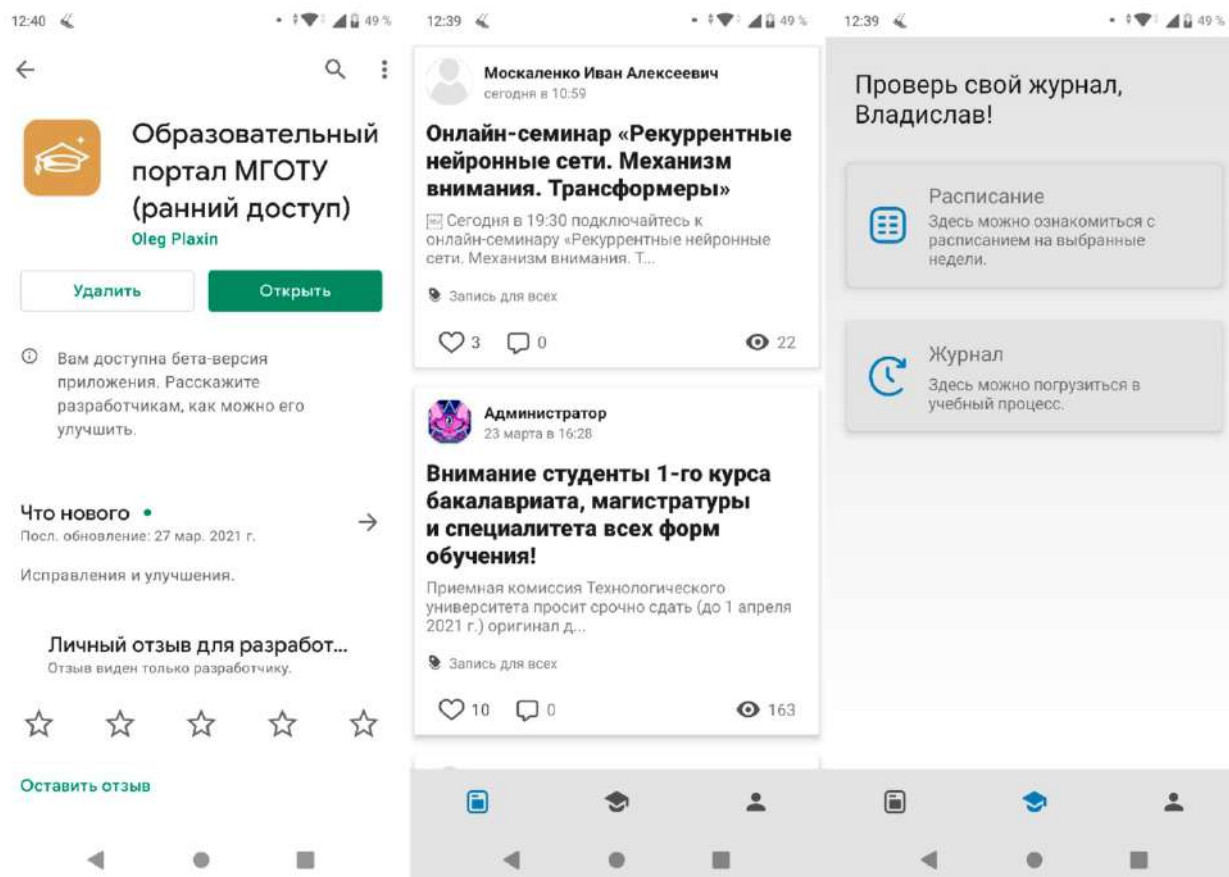 12:40
49 %
Образовательный
портал МГОТУ
(ранний доступ)
Oleg Plaxin
Удалить
Открыть
Вам доступна бета-версия
приложения. Расскажите
разработчикам, как можно его
улучшить.
Что нового •
Посл. обновление: 27 мар. 2021 г.
Исправления и улучшения.
Личный отзыв для разработ...
Отзыв виден только разработчику.
Оставить отзыв
12:39
49 %
Москаленко Иван Алексеевич
сегодня в 10:59
Онлайн-семинар «Рекуррентные
нейронные сети. Механизм
внимания. Трансформеры»
Сегодня в 19:30 подключайтесь к
онлайн-семинару «Рекуррентные нейронные
сети. Механизм внимания. Т...
Запись для всех
3
0
22
Администратор
23 марта в 16:28
Внимание студенты 1-го курса
бакалавриата, магистратуры
и специалитета всех форм
обучения!
Приемная комиссия Технологического
университета просит срочно сдать (до 1 апреля
2021 г.) оригинал д...
Запись для всех
10
0
163
12:39
49 %
Проверь свой журнал,
Владислав!
Расписание
Здесь можно ознакомиться с
расписанием на выбранные
недели.
Журнал
Здесь можно погрузиться в
учебный процесс.